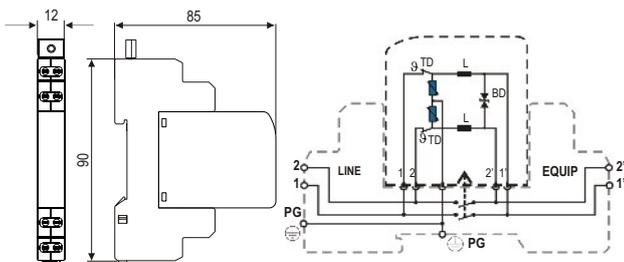 12
85
90
ϑ TD
L
BD
L
ϑ TD
1 2 2' 1'
2 LINE EQUIP 2'
1 1'
PG
PG